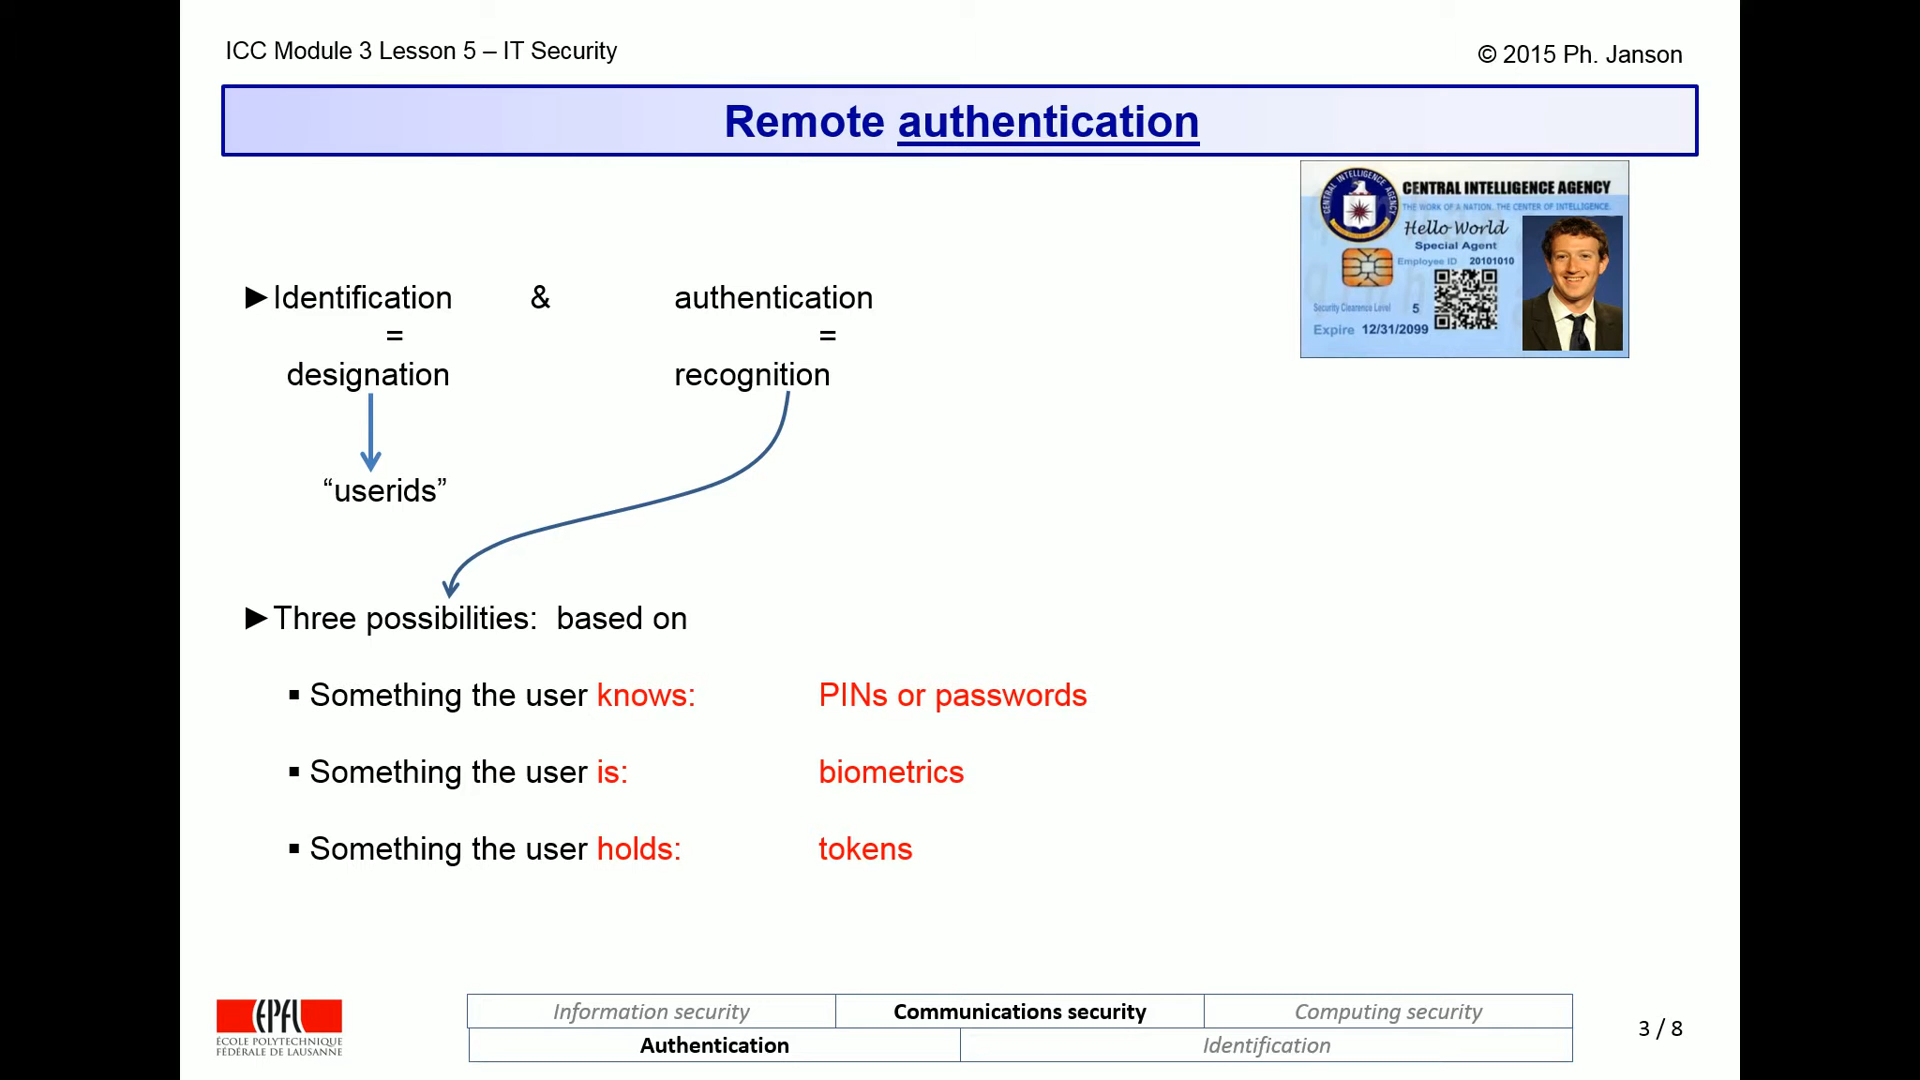 ICC Module 3 Lesson 5 – IT Security
© 2015 Ph. Janson
Remote authentication
CENTRAL INTELLIGENCE AGENCY
CENTRAL INTELLIGENCE AGENCY
THE WORK OF A NATION. THE CENTER OF INTELLIGENCE.
Hello World
Special Agent
Employee ID 20101010
Security Clearance Level 5
Expire 12/31/2099
►Identification & authentication
= =
designation recognition
“userids”
►Three possibilities: based on
▪ Something the user knows: PINs or passwords
▪ Something the user is: biometrics
▪ Something the user holds: tokens
EPFL
ÉCOLE POLYTECHNIQUE
FÉDÉRALE DE LAUSANNE
Information security Communications security Computing security
Authentication Identification
3 / 8